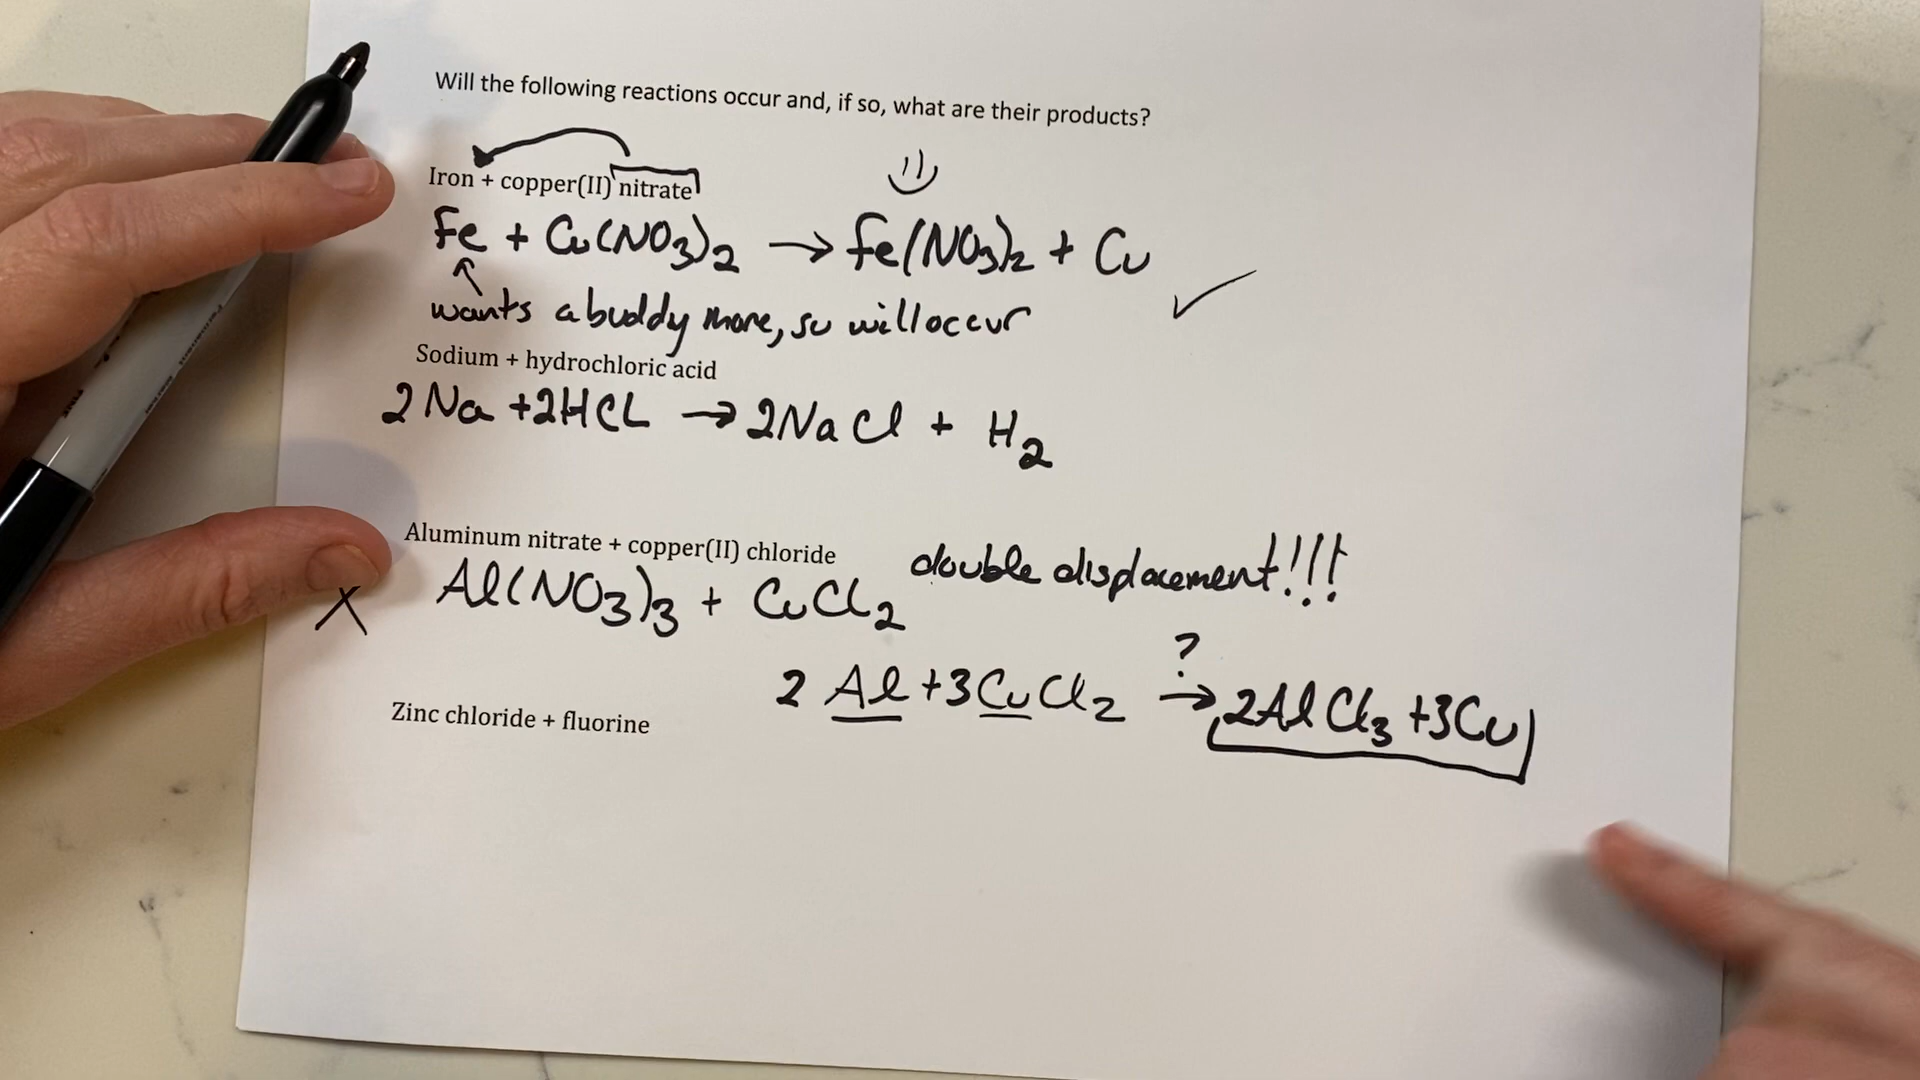 Will the following reactions occur and, if so, what are their products?
Iron + copper(II) nitrate
Fe + Cu(NO3)2 → Fe(NO3)2 + Cu
wants a buddy more, so will occur
Sodium + hydrochloric acid
2Na +2HCL → 2NaCl + H2
Aluminum nitrate + copper(II) chloride
double displacement!!!
X Al(NO3)3 + CuCl2
?
2 Al +3CuCl2 → 2AlCl3 +3Cu
Zinc chloride + fluorine